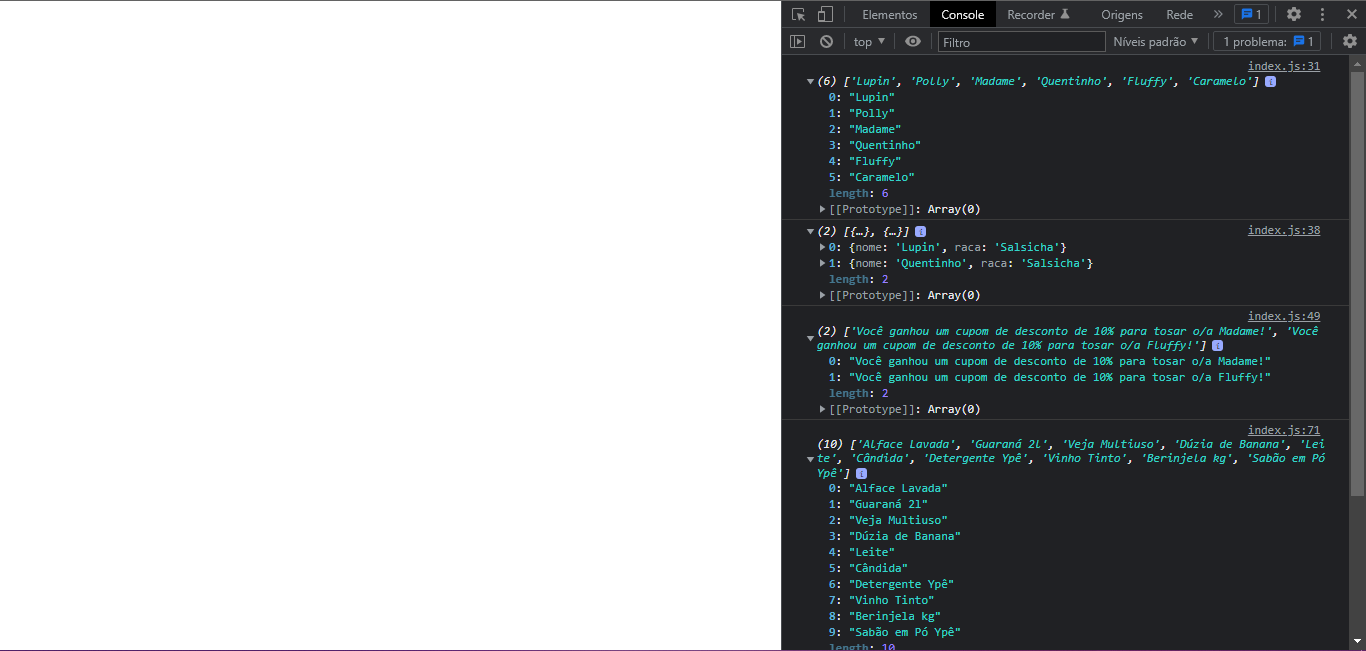 Elementos Console Recorder Origens Rede » 1
top Filtro Níveis padrão 1 problema: 1
index.js:31
(6) ['Lupin', 'Polly', 'Madame', 'Quentinho', 'Fluffy', 'Caramelo'] i
0: "Lupin"
1: "Polly"
2: "Madame"
3: "Quentinho"
4: "Fluffy"
5: "Caramelo"
length: 6
[[Prototype]]: Array(0)
index.js:38
(2) [{…}, {…}] i
0: {nome: 'Lupin', raca: 'Salsicha'}
1: {nome: 'Quentinho', raca: 'Salsicha'}
length: 2
[[Prototype]]: Array(0)
index.js:49
(2) ['Você ganhou um cupom de desconto de 10% para tosar o/a Madame!', 'Você
ganhou um cupom de desconto de 10% para tosar o/a Fluffy!'] i
0: "Você ganhou um cupom de desconto de 10% para tosar o/a Madame!"
1: "Você ganhou um cupom de desconto de 10% para tosar o/a Fluffy!"
length: 2
[[Prototype]]: Array(0)
index.js:71
(10) ['Alface Lavada', 'Guaraná 2l', 'Veja Multiuso', 'Dúzia de Banana', 'Lei
te', 'Cândida', 'Detergente Ypê', 'Vinho Tinto', 'Berinjela kg', 'Sabão em Pó
Ypê'] i
0: "Alface Lavada"
1: "Guaraná 2l"
2: "Veja Multiuso"
3: "Dúzia de Banana"
4: "Leite"
5: "Cândida"
6: "Detergente Ypê"
7: "Vinho Tinto"
8: "Berinjela kg"
9: "Sabão em Pó Ypê"
length: 10